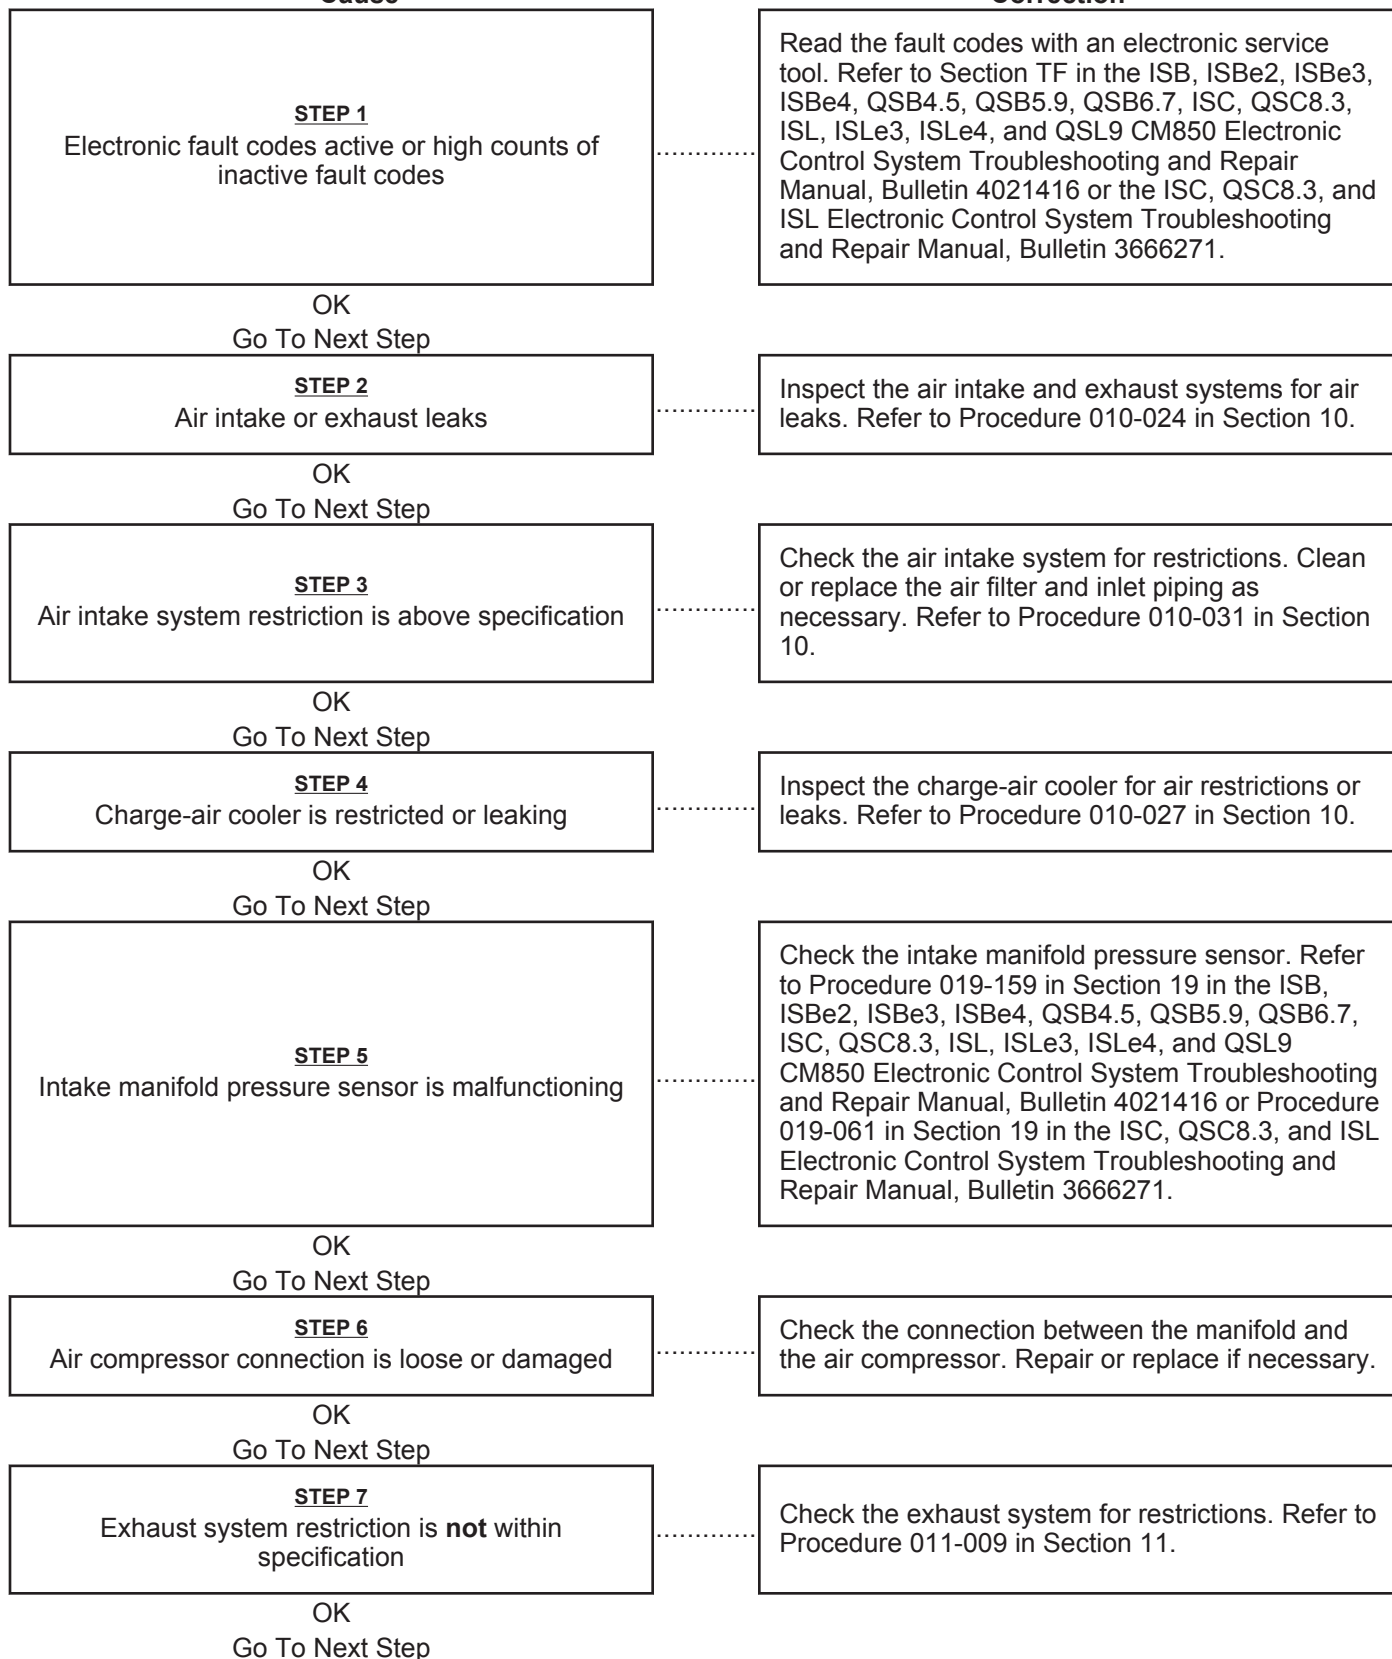 Cause
Correction
STEP 1
Electronic fault codes active or high counts of
inactive fault codes
.............
Read the fault codes with an electronic service
tool. Refer to Section TF in the ISB, ISBe2, ISBe3,
ISBe4, QSB4.5, QSB5.9, QSB6.7, ISC, QSC8.3,
ISL, ISLe3, ISLe4, and QSL9 CM850 Electronic
Control System Troubleshooting and Repair
Manual, Bulletin 4021416 or the ISC, QSC8.3, and
ISL Electronic Control System Troubleshooting
and Repair Manual, Bulletin 3666271.
OK
Go To Next Step
STEP 2
Air intake or exhaust leaks
.............
Inspect the air intake and exhaust systems for air
leaks. Refer to Procedure 010-024 in Section 10.
OK
Go To Next Step
STEP 3
Air intake system restriction is above specification
.............
Check the air intake system for restrictions. Clean
or replace the air filter and inlet piping as
necessary. Refer to Procedure 010-031 in Section
10.
OK
Go To Next Step
STEP 4
Charge-air cooler is restricted or leaking
.............
Inspect the charge-air cooler for air restrictions or
leaks. Refer to Procedure 010-027 in Section 10.
OK
Go To Next Step
STEP 5
Intake manifold pressure sensor is malfunctioning
.............
Check the intake manifold pressure sensor. Refer
to Procedure 019-159 in Section 19 in the ISB,
ISBe2, ISBe3, ISBe4, QSB4.5, QSB5.9, QSB6.7,
ISC, QSC8.3, ISL, ISLe3, ISLe4, and QSL9
CM850 Electronic Control System Troubleshooting
and Repair Manual, Bulletin 4021416 or Procedure
019-061 in Section 19 in the ISC, QSC8.3, and ISL
Electronic Control System Troubleshooting and
Repair Manual, Bulletin 3666271.
OK
Go To Next Step
STEP 6
Air compressor connection is loose or damaged
.............
Check the connection between the manifold and
the air compressor. Repair or replace if necessary.
OK
Go To Next Step
STEP 7
Exhaust system restriction is not within
specification
.............
Check the exhaust system for restrictions. Refer to
Procedure 011-009 in Section 11.
OK
Go To Next Step